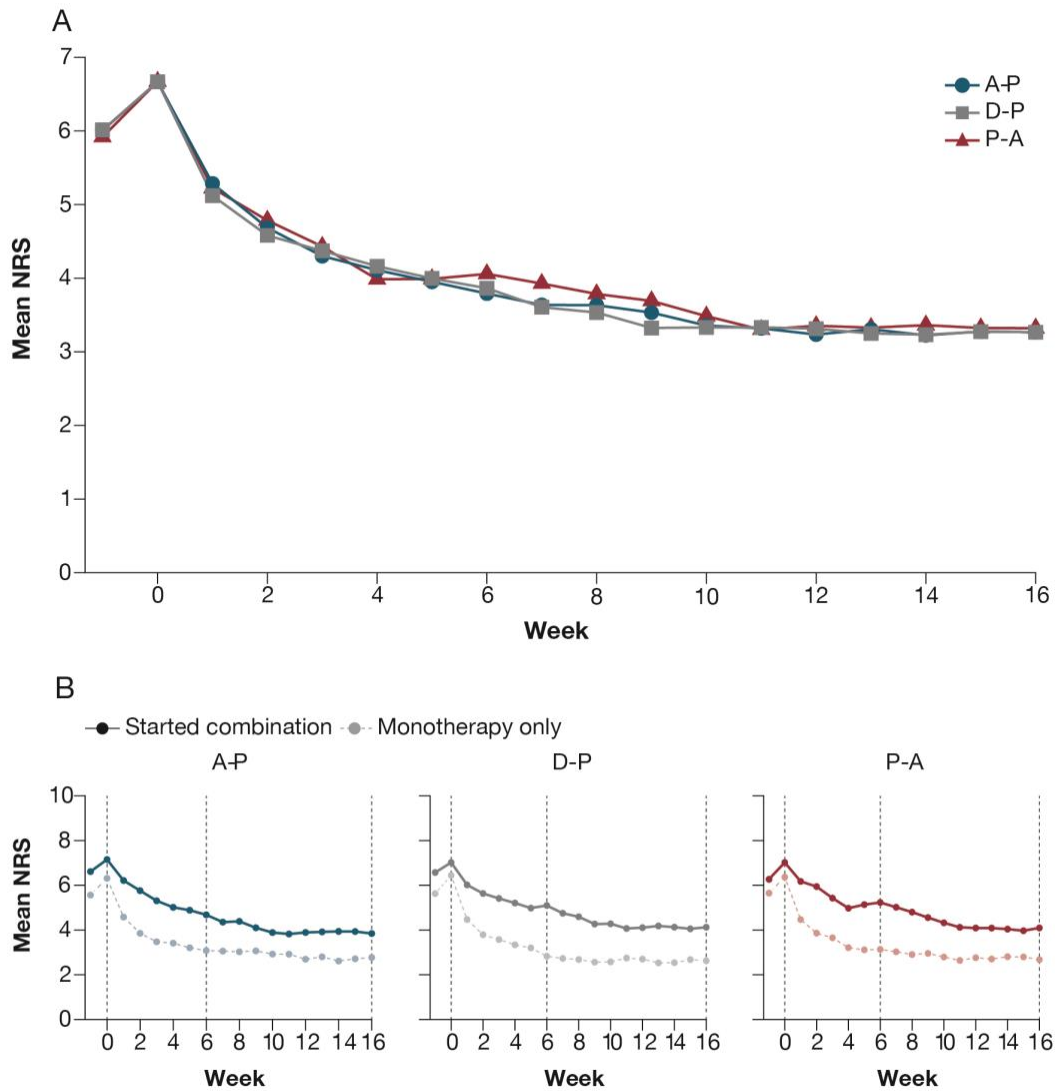 A
7
6
5
4
3
2
1
0
Mean NRS
A-P
D-P
P-A
0 2 4 6 8 10 12 14 16
Week
B
Started combination Monotherapy only
A-P D-P P-A
10
8
6
4
2
0
Mean NRS
0 2 4 6 8 10 12 14 16 0 2 4 6 8 10 12 14 16 0 2 4 6 8 10 12 14 16
Week Week Week